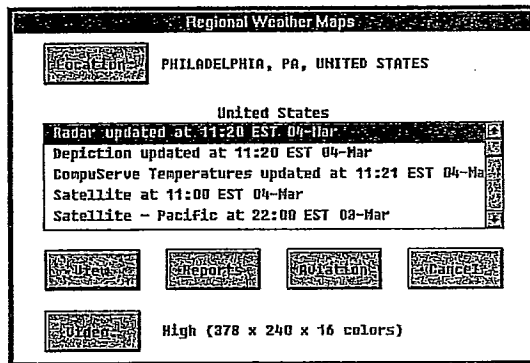 Regional Weather Maps
Location
PHILADELPHIA, PA, UNITED STATES
United States
Radar updated at 11:20 EST 04-Mar
Depiction updated at 11:20 EST 04-Mar
CompuServe Temperatures updated at 11:21 EST 04-Ma
Satellite at 11:00 EST 04-Mar
Satellite - Pacific at 22:00 EST 03-Mar
View
Report
Aviation
Cancel
Video
High (378 x 240 x 16 colors)